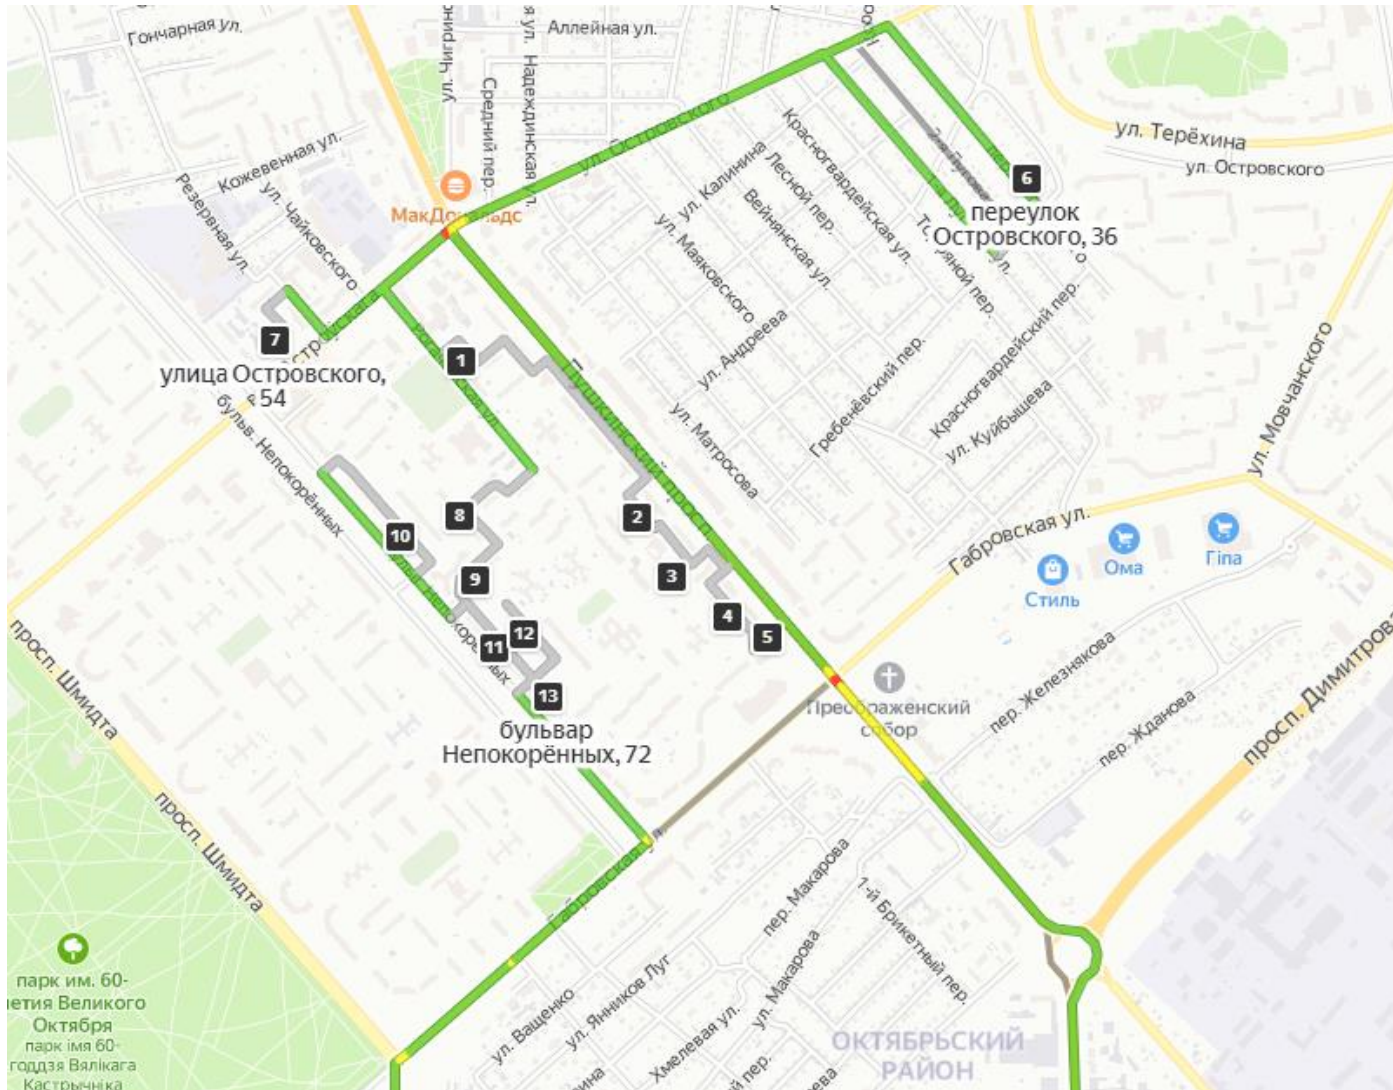 Гончарная ул.
Аллейная ул.
Средний пер.
Надеждинская ул.
ул. Островского
Кожевенная ул.
Резервная ул.
ул. Чайковского
МакДональдс
Красногвардейская ул.
ул. Калинина
Лесной пер.
Вейнянская ул.
ул. Маяковского
ул. Андреева
ул. Матросова
Гребенёвский пер.
Красногвардейский пер.
ул. Куйбышева
ул. Терёхина
ул. Островского
6
переулок
Островского, 36
ул. Мовчанского
7
улица Островского,
54
1
Пушкинский просп.
бульв. Непокорённых
2
8
10
9
3
4
5
11
12
13
бульвар
Непокорённых, 72
Габровская ул.
Стиль
Ома
Гiпа
Преображенский
собор
пер. Железнякова
пер. Жданова
просп. Димитрова
просп. Шмидта
просп. Шмидта
Габровская ул.
пер. Макарова
ул. Макарова
1-й Брикетный пер.
ул. Ващенко
ул. Янников Луг
Хмелевая ул.
ОКТЯБРЬСКИЙ
РАЙОН
парк им. 60-
летия Великого
Октября
парк імя 60-
годдзя Вялікага
Кастрычніка